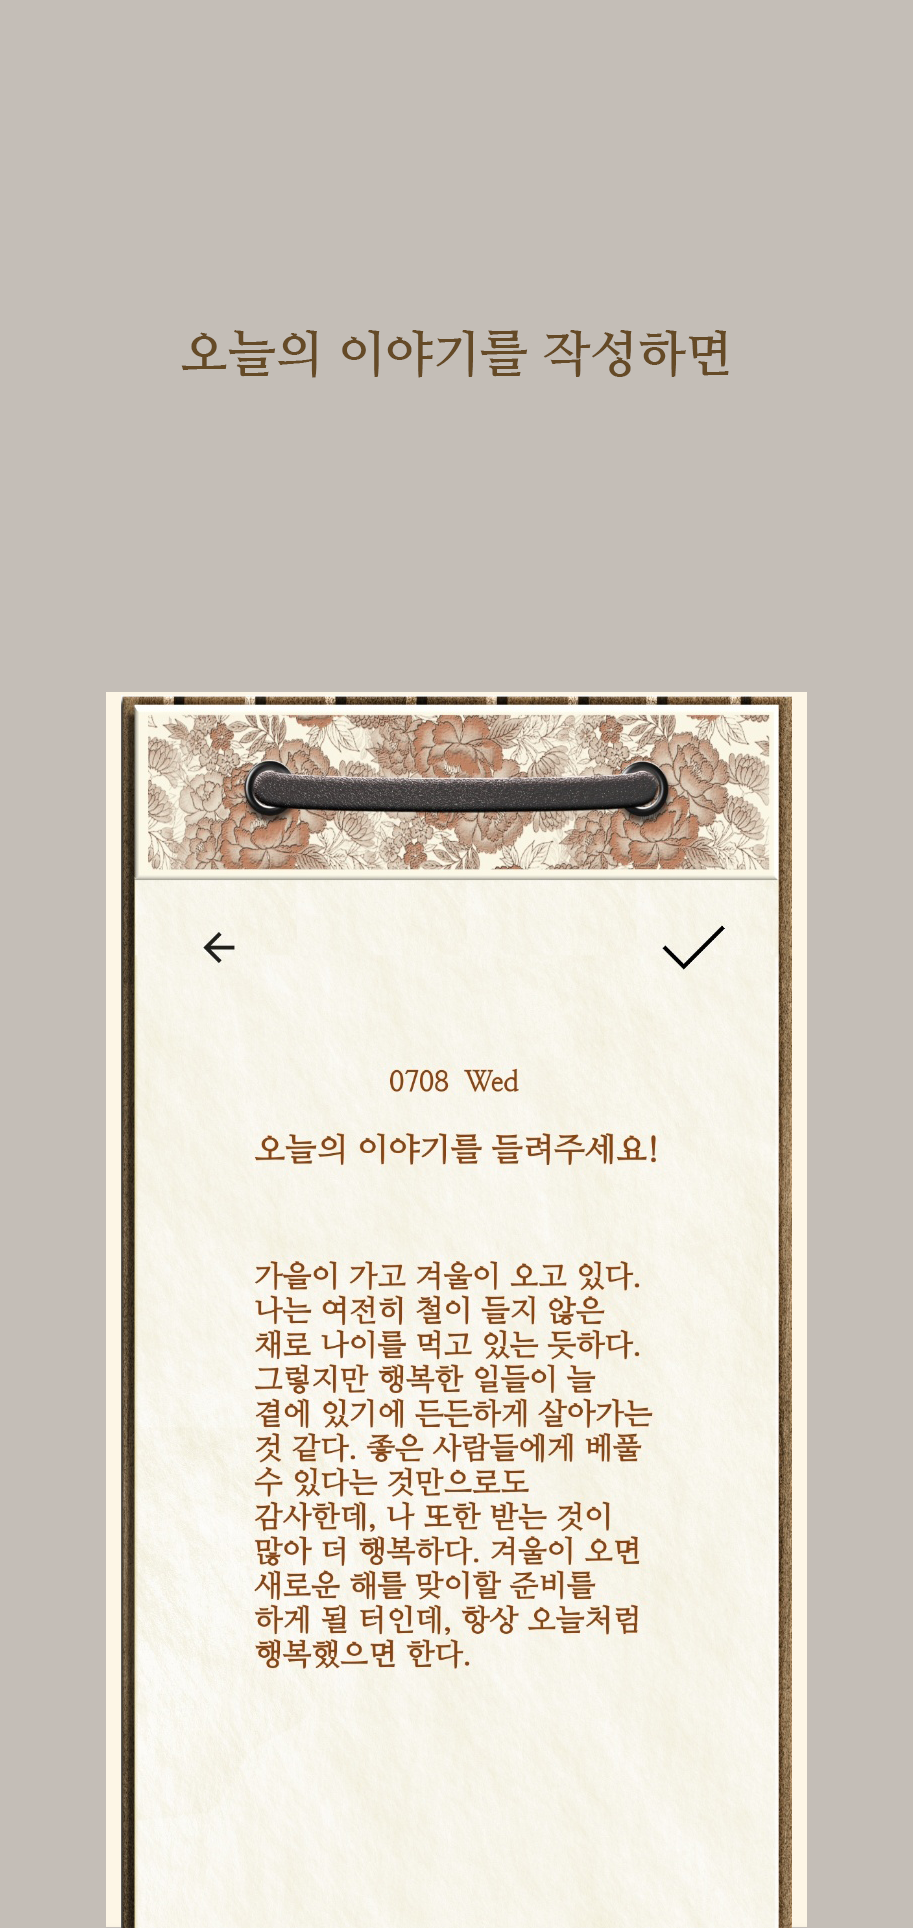 오늘의 이야기를 작성하면
0708 Wed
오늘의 이야기를 들려주세요!
가을이 가고 겨울이 오고 있다.
나는 여전히 철이 들지 않은
채로 나이를 먹고 있는 듯하다.
그렇지만 행복한 일들이 늘
곁에 있기에 든든하게 살아가는
것 같다. 좋은 사람들에게 베풀
수 있다는 것만으로도
감사한데, 나 또한 받는 것이
많아 더 행복하다. 겨울이 오면
새로운 해를 맞이할 준비를
하게 될 터인데, 항상 오늘처럼
행복했으면 한다.